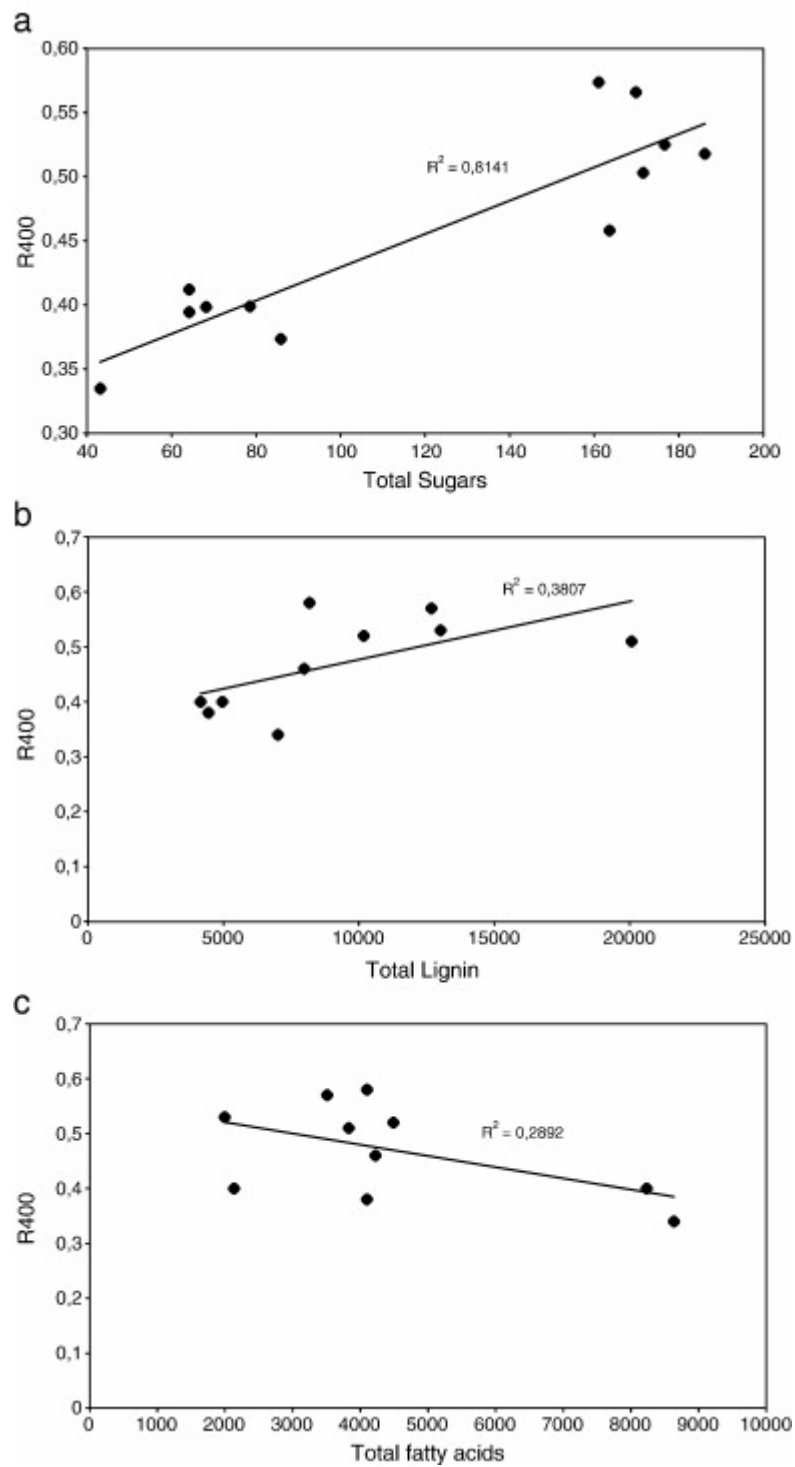 a
0,60
0,55
0,50
0,45
0,40
0,35
0,30
R400
R² = 0,8141
40 60 80 100 120 140 160 180 200
Total Sugars
b
0,7
0,6
0,5
0,4
0,3
0,2
0,1
0
R400
R² = 0,3807
0 5000 10000 15000 20000 25000
Total Lignin
c
0,7
0,6
0,5
0,4
0,3
0,2
0,1
0
R400
R² = 0,2892
0 1000 2000 3000 4000 5000 6000 7000 8000 9000 10000
Total fatty acids